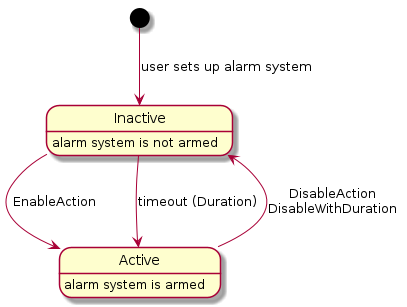 user sets up alarm system
Inactive
alarm system is not armed
EnableAction
timeout (Duration)
DisableAction
DisableWithDuration
Active
alarm system is armed